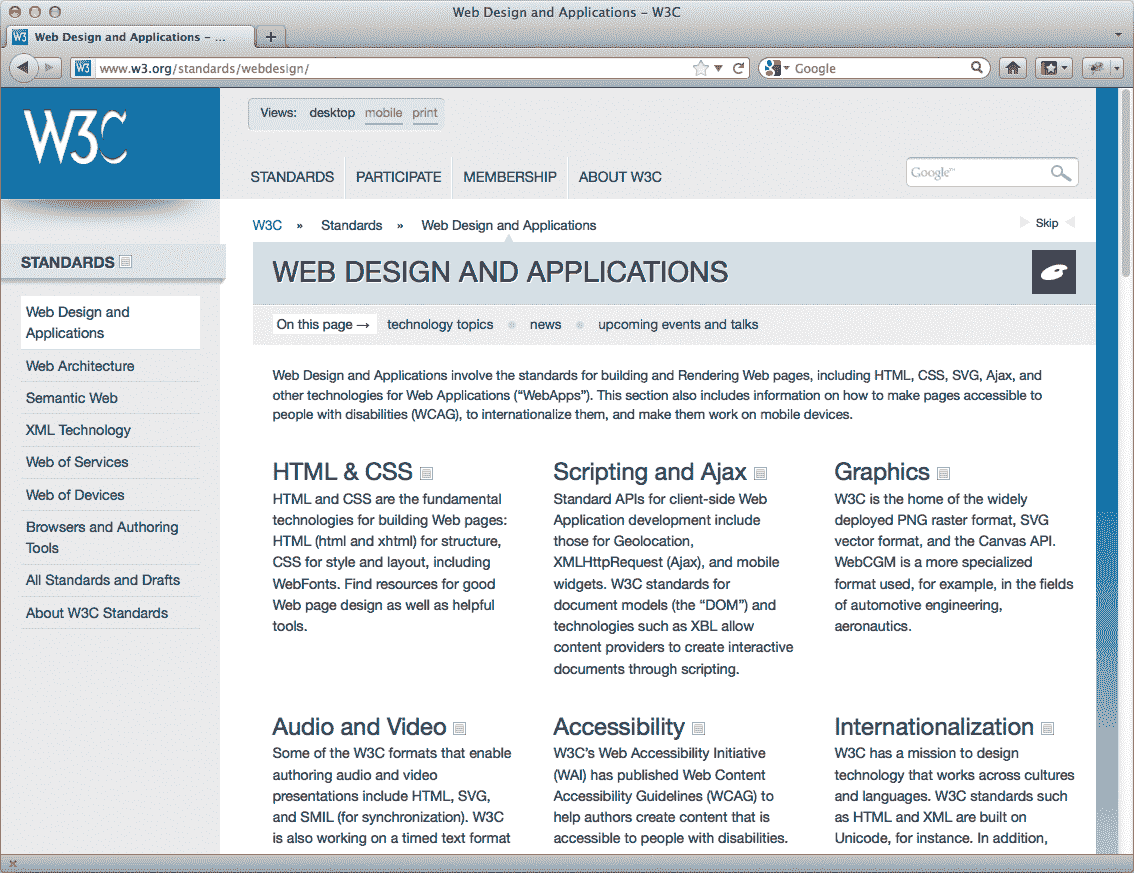 Web Design and Applications – W3C
W3 Web Design and Applications – ...
W3 www.w3.org/standards/webdesign/
Google
W3C
Views: desktop mobile print
STANDARDS PARTICIPATE MEMBERSHIP ABOUT W3C
Google™
W3C » Standards » Web Design and Applications
Skip
STANDARDS
Web Design and
Applications
Web Architecture
Semantic Web
XML Technology
Web of Services
Web of Devices
Browsers and Authoring
Tools
All Standards and Drafts
About W3C Standards
WEB DESIGN AND APPLICATIONS
On this page → technology topics news upcoming events and talks
Web Design and Applications involve the standards for building and Rendering Web pages, including HTML, CSS, SVG, Ajax, and
other technologies for Web Applications (“WebApps”). This section also includes information on how to make pages accessible to
people with disabilities (WCAG), to internationalize them, and make them work on mobile devices.
HTML & CSS
HTML and CSS are the fundamental
technologies for building Web pages:
HTML (html and xhtml) for structure,
CSS for style and layout, including
WebFonts. Find resources for good
Web page design as well as helpful
tools.
Scripting and Ajax
Standard APIs for client-side Web
Application development include
those for Geolocation,
XMLHttpRequest (Ajax), and mobile
widgets. W3C standards for
document models (the “DOM”) and
technologies such as XBL allow
content providers to create interactive
documents through scripting.
Graphics
W3C is the home of the widely
deployed PNG raster format, SVG
vector format, and the Canvas API.
WebCGM is a more specialized
format used, for example, in the fields
of automotive engineering,
aeronautics.
Audio and Video
Some of the W3C formats that enable
authoring audio and video
presentations include HTML, SVG,
and SMIL (for synchronization). W3C
is also working on a timed text format
Accessibility
W3C’s Web Accessibility Initiative
(WAI) has published Web Content
Accessibility Guidelines (WCAG) to
help authors create content that is
accessible to people with disabilities.
Internationalization
W3C has a mission to design
technology that works across cultures
and languages. W3C standards such
as HTML and XML are built on
Unicode, for instance. In addition,